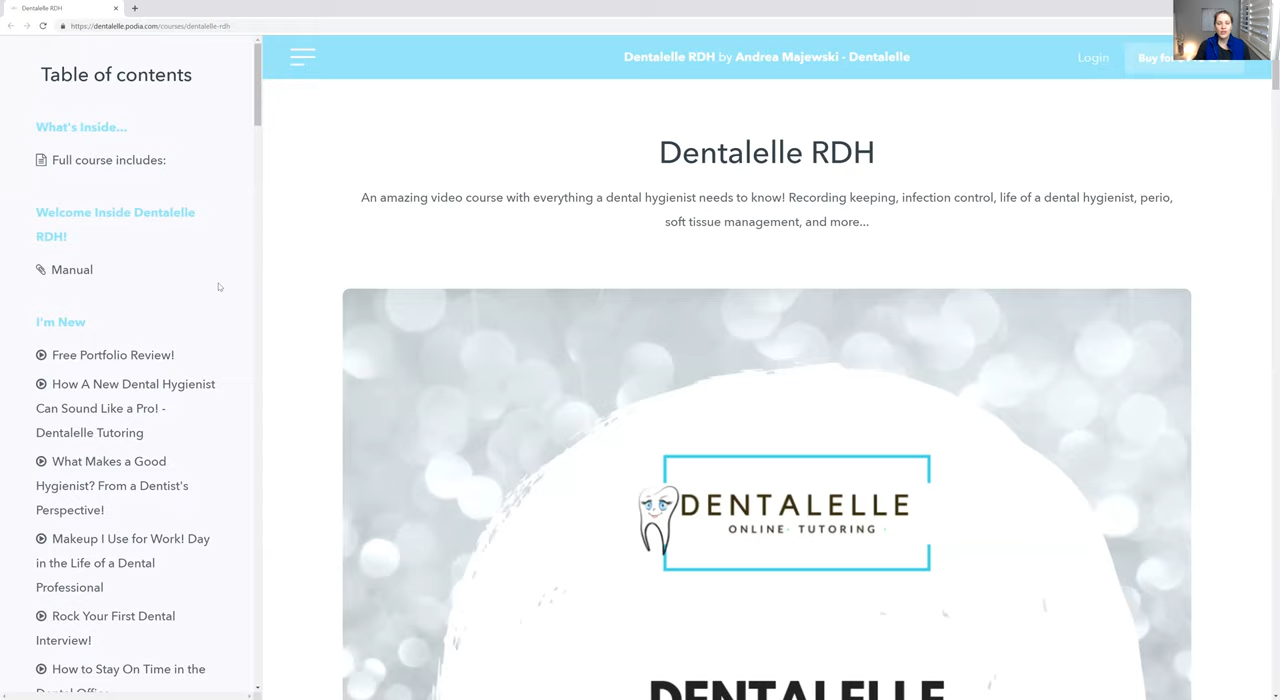 Dentalelle RDH
https://dentalelle.podia.com/courses/dentalelle-rdh
Table of contents
What's Inside...
Full course includes:
Welcome Inside Dentalelle
RDH!
Manual
I'm New
Free Portfolio Review!
How A New Dental Hygienist
Can Sound Like a Pro! -
Dentalelle Tutoring
What Makes a Good
Hygienist? From a Dentist's
Perspective!
Makeup I Use for Work! Day
in the Life of a Dental
Professional
Rock Your First Dental
Interview!
How to Stay On Time in the
Dental Office
Dentalelle RDH by Andrea Majewski - Dentalelle
Login
Buy for
Dentalelle RDH
An amazing video course with everything a dental hygienist needs to know! Recording keeping, infection control, life of a dental hygienist, perio,
soft tissue management, and more...
DENTALELLE
ONLINE TUTORING
DENTALELLE